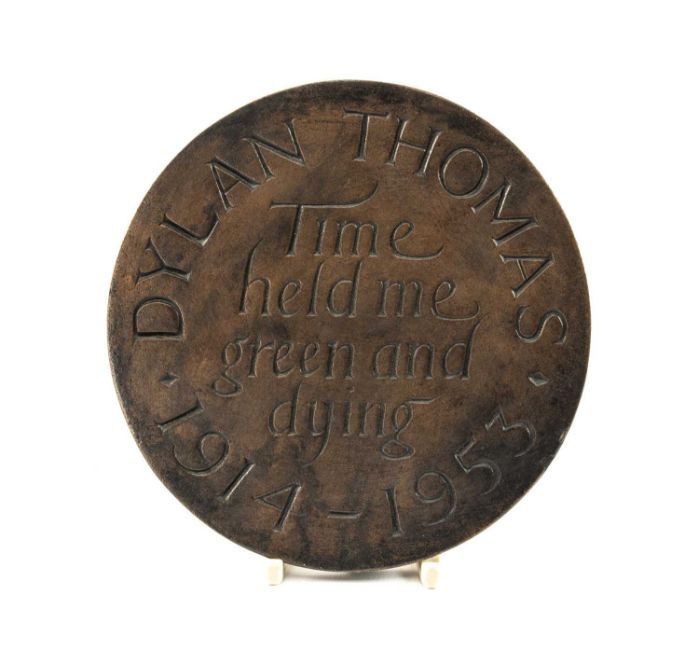 DYLAN THOMAS
Time
held me
green and
dying
· 1914 – 1953 ·